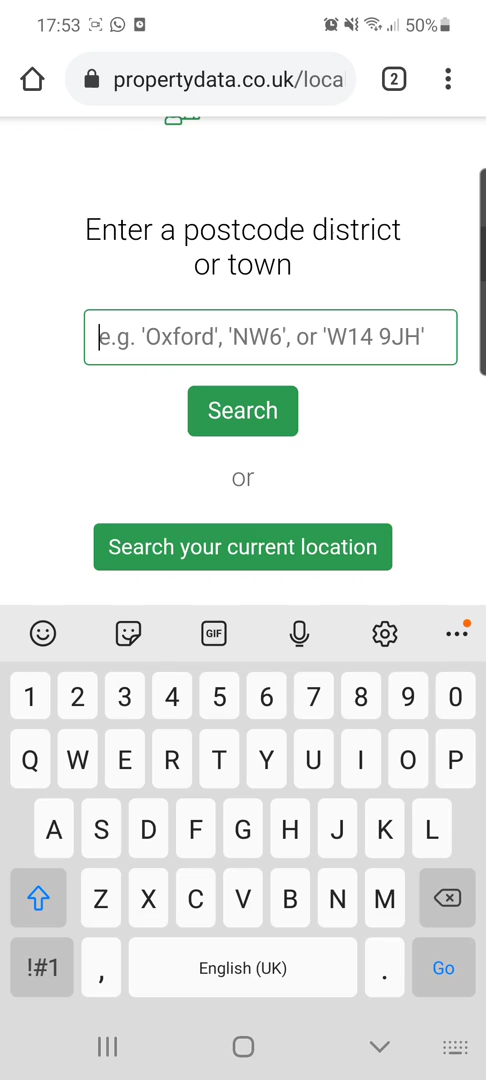 17:53 50%
propertydata.co.uk/loca 2
Enter a postcode district
or town
e.g. 'Oxford', 'NW6', or 'W14 9JH'
Search
or
Search your current location
GIF
1 2 3 4 5 6 7 8 9 0
Q W E R T Y U I O P
A S D F G H J K L
Z X C V B N M
!#1 , English (UK) . Go